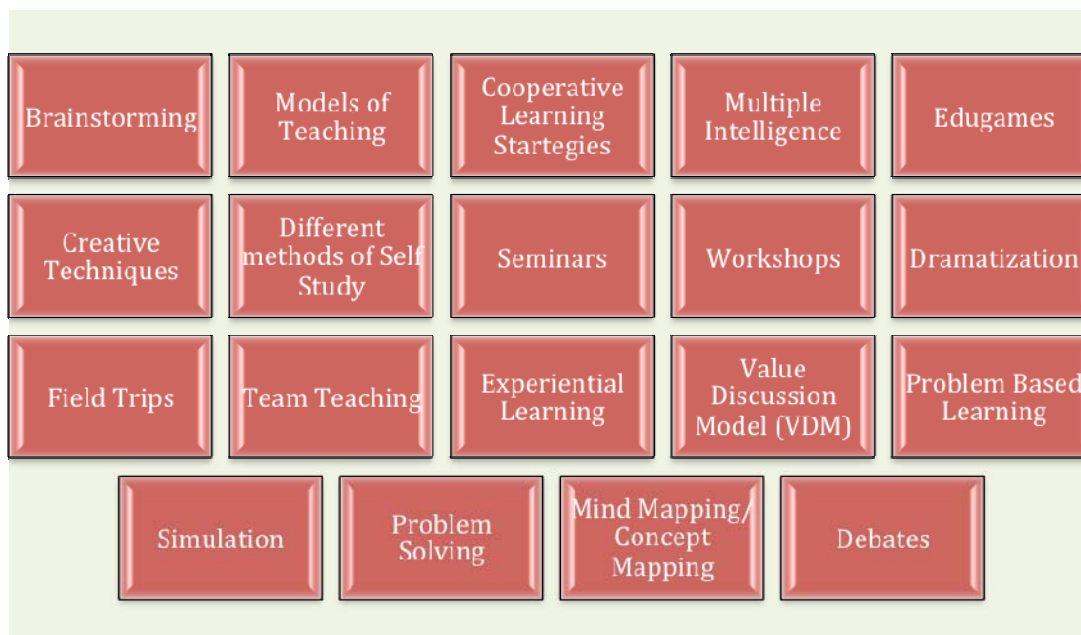 Brainstorming
Models of
Teaching
Cooperative
Learning
Startegies
Multiple
Intelligence
Edugames
Creative
Techniques
Different
methods of Self
Study
Seminars
Workshops
Dramatization
Field Trips
Team Teaching
Experiential
Learning
Value
Discussion
Model (VDM)
Problem Based
Learning
Simulation
Problem
Solving
Mind Mapping/
Concept
Mapping
Debates